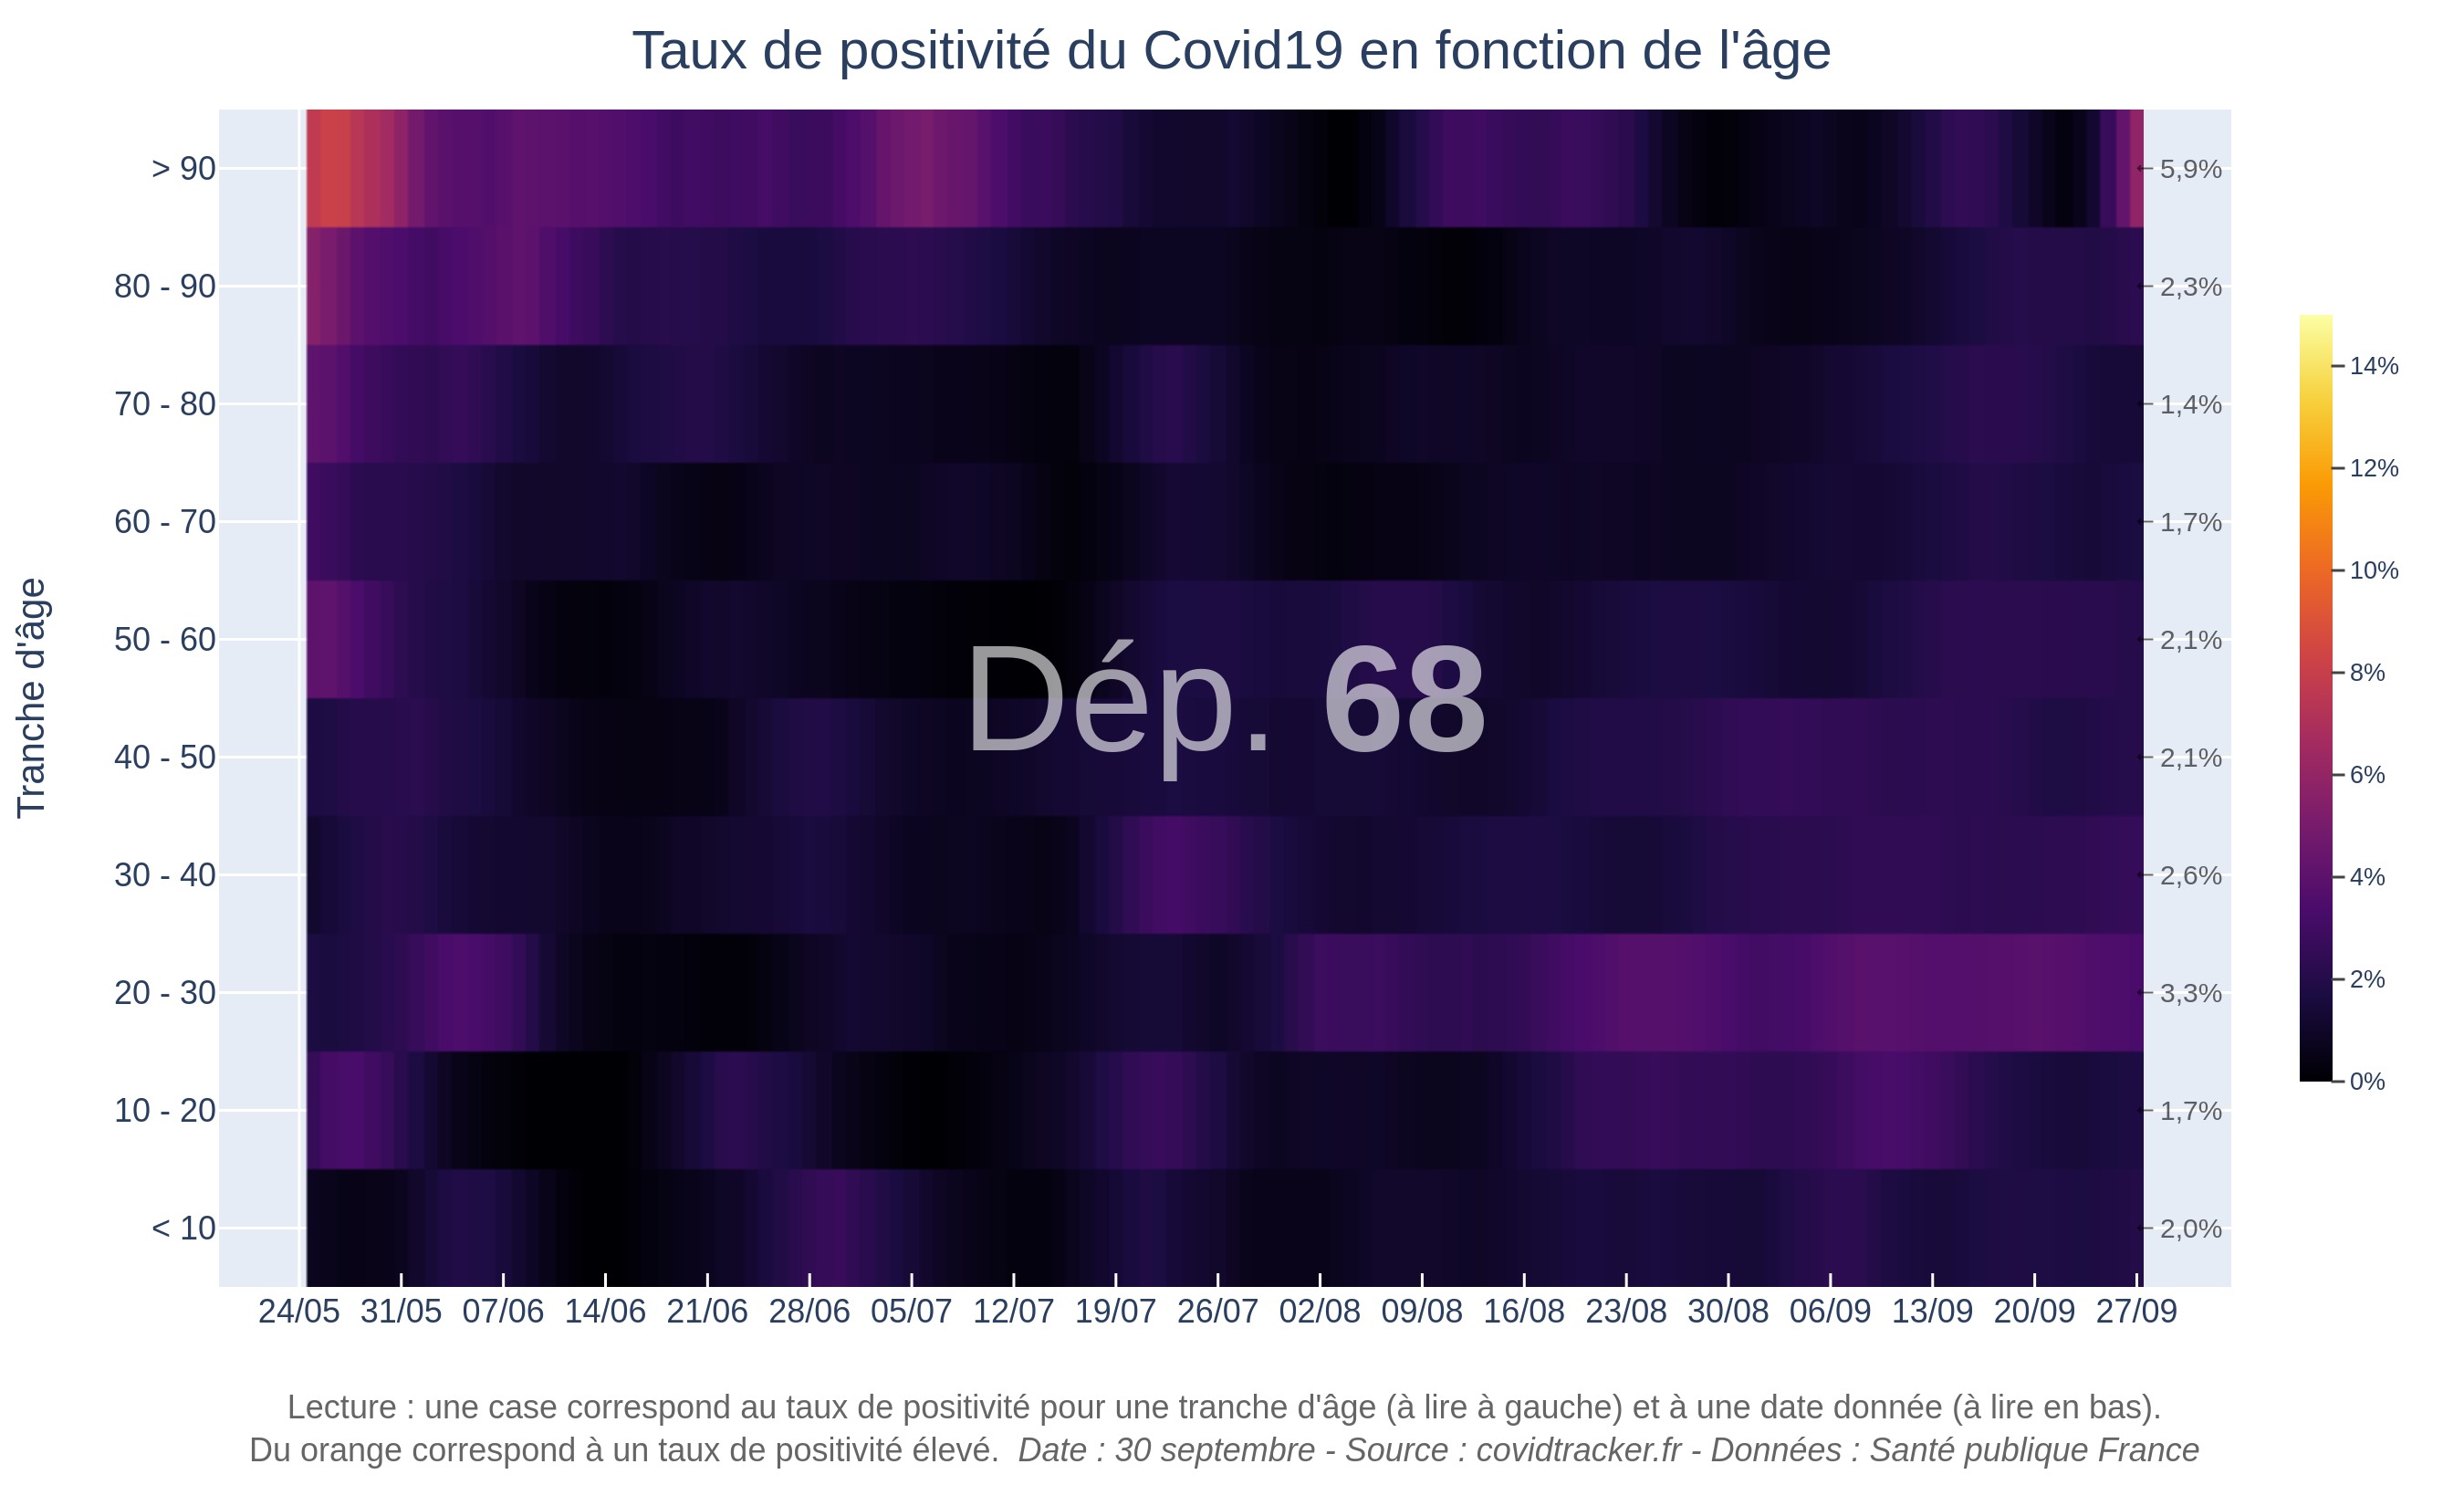 Taux de positivité du Covid19 en fonction de l'âge
Tranche d'âge
> 90
80 - 90
70 - 80
60 - 70
50 - 60
40 - 50
30 - 40
20 - 30
10 - 20
< 10
Dép. 68
5,9%
2,3%
1,4%
1,7%
2,1%
2,1%
2,6%
3,3%
1,7%
2,0%
14%
12%
10%
8%
6%
4%
2%
0%
24/05 31/05 07/06 14/06 21/06 28/06 05/07 12/07 19/07 26/07 02/08 09/08 16/08 23/08 30/08 06/09 13/09 20/09 27/09
Lecture : une case correspond au taux de positivité pour une tranche d'âge (à lire à gauche) et à une date donnée (à lire en bas).
Du orange correspond à un taux de positivité élevé. Date : 30 septembre - Source : covidtracker.fr - Données : Santé publique France